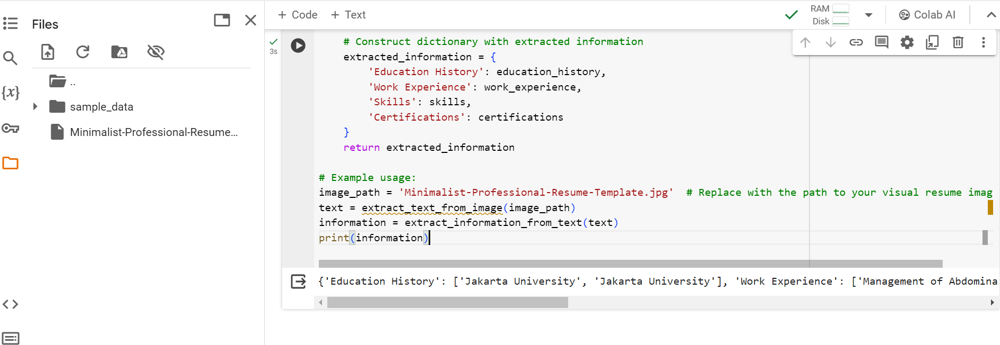 Files
..
sample_data
Minimalist-Professional-Resume...
+ Code + Text
RAM
Disk
Colab AI
3s
# Construct dictionary with extracted information
extracted_information = {
'Education History': education_history,
'Work Experience': work_experience,
'Skills': skills,
'Certifications': certifications
}
return extracted_information
# Example usage:
image_path = 'Minimalist-Professional-Resume-Template.jpg' # Replace with the path to your visual resume imag
text = extract_text_from_image(image_path)
information = extract_information_from_text(text)
print(information)
{'Education History': ['Jakarta University', 'Jakarta University'], 'Work Experience': ['Management of Abdomina